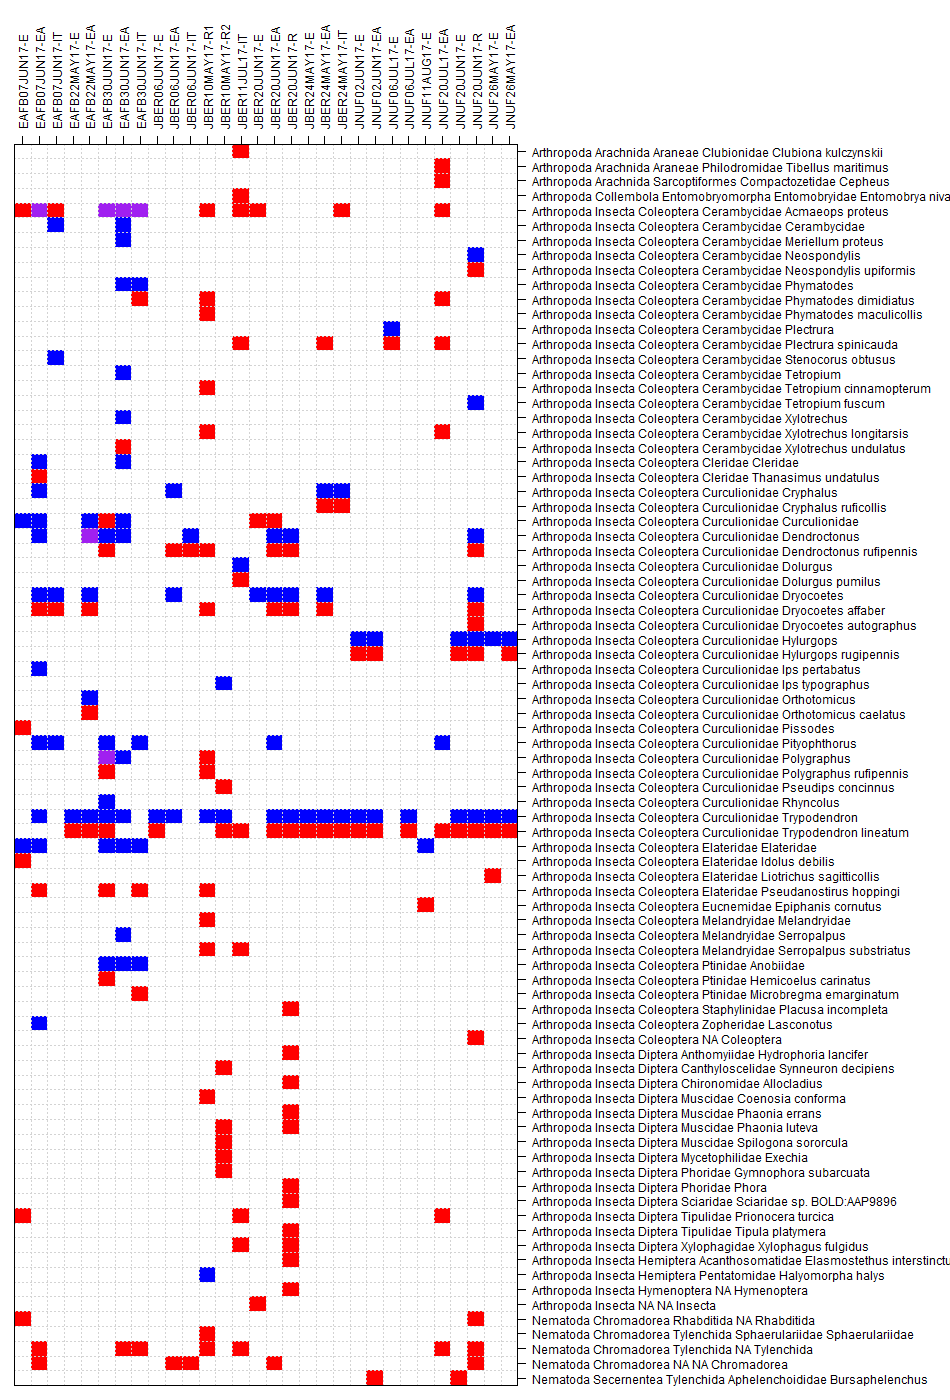 EAFB07JUN17-E
EAFB07JUN17-EA
EAFB07JUN17-IT
EAFB22MAY17-E
EAFB22MAY17-EA
EAFB30JUN17-E
EAFB30JUN17-EA
EAFB30JUN17-IT
JBER06JUN17-E
JBER06JUN17-EA
JBER06JUN17-IT
JBER10MAY17-R1
JBER10MAY17-R2
JBER11JUL17-IT
JBER20JUN17-E
JBER20JUN17-EA
JBER20JUN17-R
JBER24MAY17-E
JBER24MAY17-EA
JBER24MAY17-IT
JNUF02JUN17-E
JNUF02JUN17-EA
JNUF06JUL17-E
JNUF06JUL17-EA
JNUF11AUG17-E
JNUF20JUL17-EA
JNUF20JUN17-E
JNUF20JUN17-R
JNUF26MAY17-E
JNUF26MAY17-EA
Arthropoda Arachnida Araneae Clubionidae Clubiona kulczynskii
Arthropoda Arachnida Araneae Philodromidae Tibellus maritimus
Arthropoda Arachnida Sarcoptiformes Compactozetidae Cepheus
Arthropoda Collembola Entomobryomorpha Entomobryidae Entomobrya niva
Arthropoda Insecta Coleoptera Cerambycidae Acmaeops proteus
Arthropoda Insecta Coleoptera Cerambycidae Cerambycidae
Arthropoda Insecta Coleoptera Cerambycidae Meriellum proteus
Arthropoda Insecta Coleoptera Cerambycidae Neospondylis
Arthropoda Insecta Coleoptera Cerambycidae Neospondylis upiformis
Arthropoda Insecta Coleoptera Cerambycidae Phymatodes
Arthropoda Insecta Coleoptera Cerambycidae Phymatodes dimidiatus
Arthropoda Insecta Coleoptera Cerambycidae Phymatodes maculicollis
Arthropoda Insecta Coleoptera Cerambycidae Plectrura
Arthropoda Insecta Coleoptera Cerambycidae Plectrura spinicauda
Arthropoda Insecta Coleoptera Cerambycidae Stenocorus obtusus
Arthropoda Insecta Coleoptera Cerambycidae Tetropium
Arthropoda Insecta Coleoptera Cerambycidae Tetropium cinnamopterum
Arthropoda Insecta Coleoptera Cerambycidae Tetropium fuscum
Arthropoda Insecta Coleoptera Cerambycidae Xylotrechus
Arthropoda Insecta Coleoptera Cerambycidae Xylotrechus longitarsis
Arthropoda Insecta Coleoptera Cerambycidae Xylotrechus undulatus
Arthropoda Insecta Coleoptera Cleridae Cleridae
Arthropoda Insecta Coleoptera Cleridae Thanasimus undatulus
Arthropoda Insecta Coleoptera Curculionidae Cryphalus
Arthropoda Insecta Coleoptera Curculionidae Cryphalus ruficollis
Arthropoda Insecta Coleoptera Curculionidae Curculionidae
Arthropoda Insecta Coleoptera Curculionidae Dendroctonus
Arthropoda Insecta Coleoptera Curculionidae Dendroctonus rufipennis
Arthropoda Insecta Coleoptera Curculionidae Dolurgus
Arthropoda Insecta Coleoptera Curculionidae Dolurgus pumilus
Arthropoda Insecta Coleoptera Curculionidae Dryocoetes
Arthropoda Insecta Coleoptera Curculionidae Dryocoetes affaber
Arthropoda Insecta Coleoptera Curculionidae Dryocoetes autographus
Arthropoda Insecta Coleoptera Curculionidae Hylurgops
Arthropoda Insecta Coleoptera Curculionidae Hylurgops rugipennis
Arthropoda Insecta Coleoptera Curculionidae Ips pertabatus
Arthropoda Insecta Coleoptera Curculionidae Ips typographus
Arthropoda Insecta Coleoptera Curculionidae Orthotomicus
Arthropoda Insecta Coleoptera Curculionidae Orthotomicus caelatus
Arthropoda Insecta Coleoptera Curculionidae Pissodes
Arthropoda Insecta Coleoptera Curculionidae Pityophthorus
Arthropoda Insecta Coleoptera Curculionidae Polygraphus
Arthropoda Insecta Coleoptera Curculionidae Polygraphus rufipennis
Arthropoda Insecta Coleoptera Curculionidae Pseudips concinnus
Arthropoda Insecta Coleoptera Curculionidae Rhyncolus
Arthropoda Insecta Coleoptera Curculionidae Trypodendron
Arthropoda Insecta Coleoptera Curculionidae Trypodendron lineatum
Arthropoda Insecta Coleoptera Elateridae Elateridae
Arthropoda Insecta Coleoptera Elateridae Idolus debilis
Arthropoda Insecta Coleoptera Elateridae Liotrichus sagitticollis
Arthropoda Insecta Coleoptera Elateridae Pseudanostirus hoppingi
Arthropoda Insecta Coleoptera Eucnemidae Epiphanis cornutus
Arthropoda Insecta Coleoptera Melandryidae Melandryidae
Arthropoda Insecta Coleoptera Melandryidae Serropalpus
Arthropoda Insecta Coleoptera Melandryidae Serropalpus substriatus
Arthropoda Insecta Coleoptera Ptinidae Anobiidae
Arthropoda Insecta Coleoptera Ptinidae Hemicoelus carinatus
Arthropoda Insecta Coleoptera Ptinidae Microbregma emarginatum
Arthropoda Insecta Coleoptera Staphylinidae Placusa incompleta
Arthropoda Insecta Coleoptera Zopheridae Lasconotus
Arthropoda Insecta Coleoptera NA Coleoptera
Arthropoda Insecta Diptera Anthomyiidae Hydrophoria lancifer
Arthropoda Insecta Diptera Canthyloscelidae Synneuron decipiens
Arthropoda Insecta Diptera Chironomidae Allocladius
Arthropoda Insecta Diptera Muscidae Coenosia conforma
Arthropoda Insecta Diptera Muscidae Phaonia errans
Arthropoda Insecta Diptera Muscidae Phaonia luteva
Arthropoda Insecta Diptera Muscidae Spilogona sororcula
Arthropoda Insecta Diptera Mycetophilidae Exechia
Arthropoda Insecta Diptera Phoridae Gymnophora subarcuata
Arthropoda Insecta Diptera Phoridae Phora
Arthropoda Insecta Diptera Sciaridae Sciaridae sp. BOLD:AAP9896
Arthropoda Insecta Diptera Tipulidae Prionocera turcica
Arthropoda Insecta Diptera Tipulidae Tipula platymera
Arthropoda Insecta Diptera Xylophagidae Xylophagus fulgidus
Arthropoda Insecta Hemiptera Acanthosomatidae Elasmostethus interstinctu
Arthropoda Insecta Hemiptera Pentatomidae Halyomorpha halys
Arthropoda Insecta Hymenoptera NA Hymenoptera
Arthropoda Insecta NA NA Insecta
Nematoda Chromadorea Rhabditida NA Rhabditida
Nematoda Chromadorea Tylenchida Sphaerulariidae Sphaerulariidae
Nematoda Chromadorea Tylenchida NA Tylenchida
Nematoda Chromadorea NA NA Chromadorea
Nematoda Secernentea Tylenchida Aphelenchoididae Bursaphelenchus